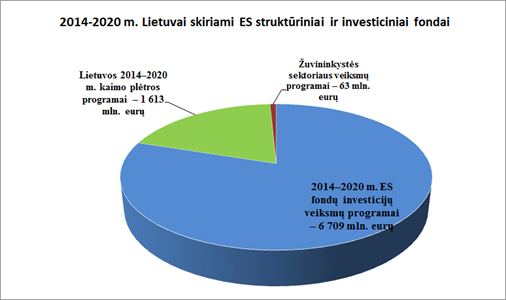 2014-2020 m. Lietuvai skiriami ES struktūriniai ir investiciniai fondai
Lietuvos 2014–2020
m. kaimo plėtros
programai – 1 613
mln. eurų
Žuvininkystės
sektoriaus veiksmų
programai – 63 mln.
eurų
2014–2020 m. ES
fondų investicijų
veiksmų programai
– 6 709 mln. eurų